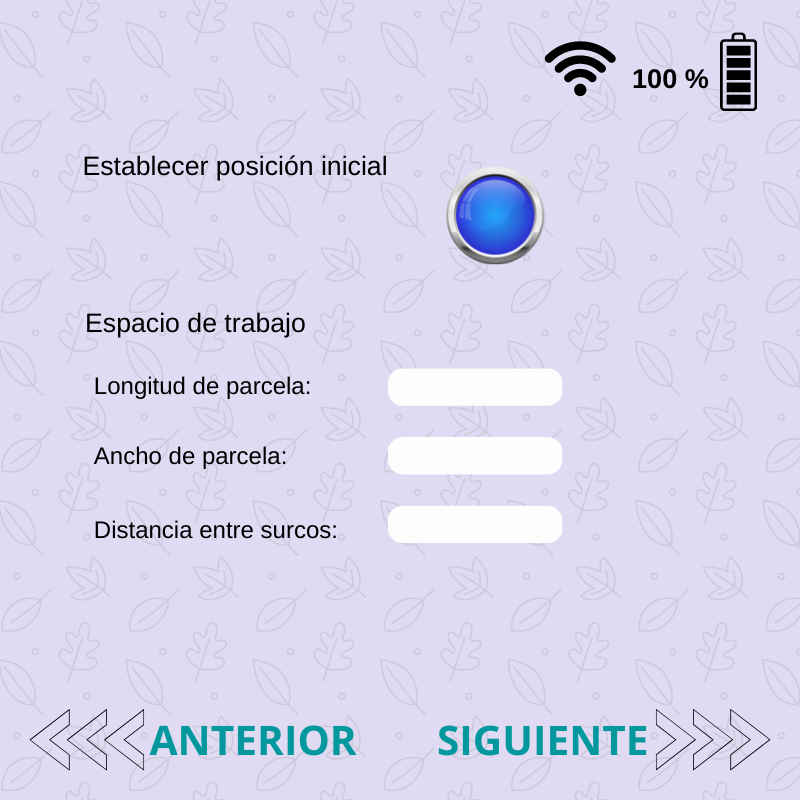 100 %
Establecer posición inicial
Espacio de trabajo
Longitud de parcela:
Ancho de parcela:
Distancia entre surcos:
ANTERIOR SIGUIENTE